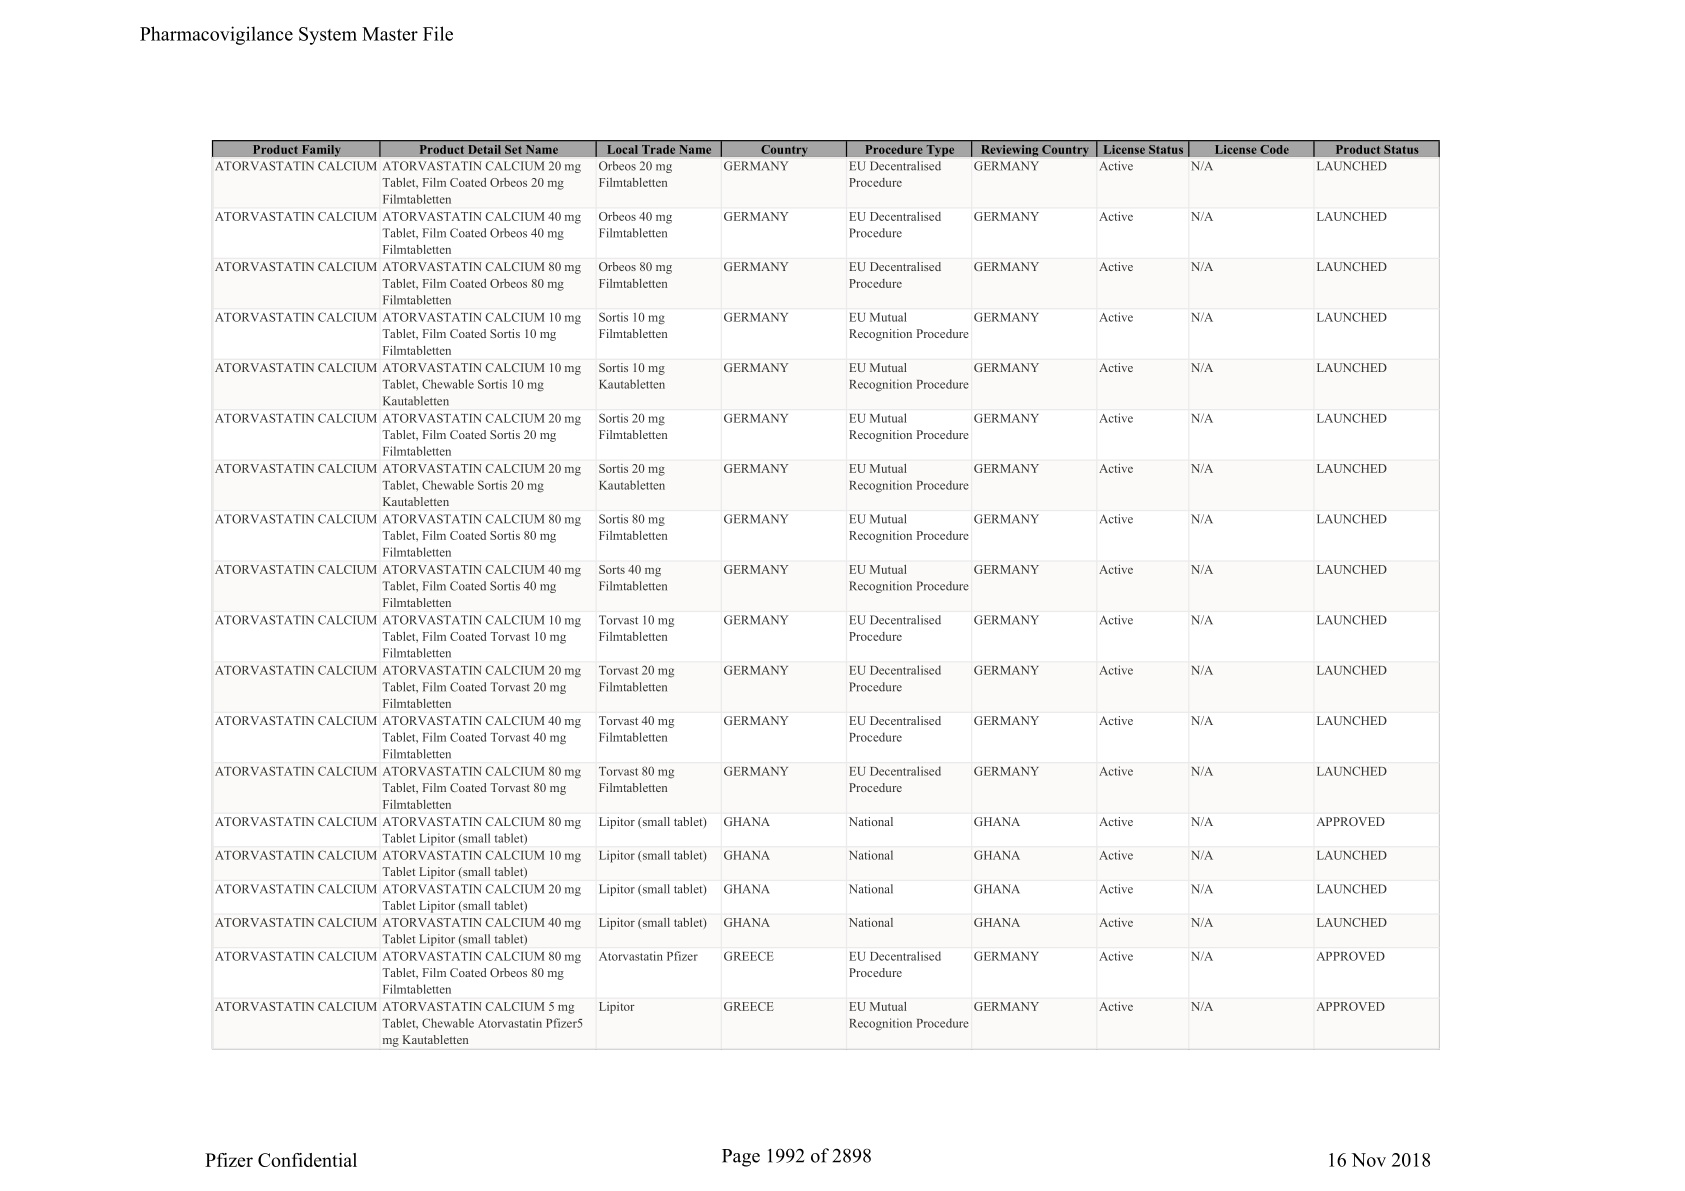 Pharmacovigilance System Master File
Product Family Product Detail Set Name Local Trade Name Country Procedure Type Reviewing Country License Status License Code Product Status
ATORVASTATIN CALCIUM ATORVASTATIN CALCIUM 20 mg Orbeos 20 mg GERMANY EU Decentralised GERMANY Active N/A LAUNCHED
Tablet, Film Coated Orbeos 20 mg Filmtabletten Procedure
Filmtabletten
ATORVASTATIN CALCIUM ATORVASTATIN CALCIUM 40 mg Orbeos 40 mg GERMANY EU Decentralised GERMANY Active N/A LAUNCHED
Tablet, Film Coated Orbeos 40 mg Filmtabletten Procedure
Filmtabletten
ATORVASTATIN CALCIUM ATORVASTATIN CALCIUM 80 mg Orbeos 80 mg GERMANY EU Decentralised GERMANY Active N/A LAUNCHED
Tablet, Film Coated Orbeos 80 mg Filmtabletten Procedure
Filmtabletten
ATORVASTATIN CALCIUM ATORVASTATIN CALCIUM 10 mg Sortis 10 mg GERMANY EU Mutual GERMANY Active N/A LAUNCHED
Tablet, Film Coated Sortis 10 mg Filmtabletten Recognition Procedure
Filmtabletten
ATORVASTATIN CALCIUM ATORVASTATIN CALCIUM 10 mg Sortis 10 mg GERMANY EU Mutual GERMANY Active N/A LAUNCHED
Tablet, Chewable Sortis 10 mg Kautabletten Recognition Procedure
Kautabletten
ATORVASTATIN CALCIUM ATORVASTATIN CALCIUM 20 mg Sortis 20 mg GERMANY EU Mutual GERMANY Active N/A LAUNCHED
Tablet, Film Coated Sortis 20 mg Filmtabletten Recognition Procedure
Filmtabletten
ATORVASTATIN CALCIUM ATORVASTATIN CALCIUM 20 mg Sortis 20 mg GERMANY EU Mutual GERMANY Active N/A LAUNCHED
Tablet, Chewable Sortis 20 mg Kautabletten Recognition Procedure
Kautabletten
ATORVASTATIN CALCIUM ATORVASTATIN CALCIUM 80 mg Sortis 80 mg GERMANY EU Mutual GERMANY Active N/A LAUNCHED
Tablet, Film Coated Sortis 80 mg Filmtabletten Recognition Procedure
Filmtabletten
ATORVASTATIN CALCIUM ATORVASTATIN CALCIUM 40 mg Sorts 40 mg GERMANY EU Mutual GERMANY Active N/A LAUNCHED
Tablet, Film Coated Sortis 40 mg Filmtabletten Recognition Procedure
Filmtabletten
ATORVASTATIN CALCIUM ATORVASTATIN CALCIUM 10 mg Torvast 10 mg GERMANY EU Decentralised GERMANY Active N/A LAUNCHED
Tablet, Film Coated Torvast 10 mg Filmtabletten Procedure
Filmtabletten
ATORVASTATIN CALCIUM ATORVASTATIN CALCIUM 20 mg Torvast 20 mg GERMANY EU Decentralised GERMANY Active N/A LAUNCHED
Tablet, Film Coated Torvast 20 mg Filmtabletten Procedure
Filmtabletten
ATORVASTATIN CALCIUM ATORVASTATIN CALCIUM 40 mg Torvast 40 mg GERMANY EU Decentralised GERMANY Active N/A LAUNCHED
Tablet, Film Coated Torvast 40 mg Filmtabletten Procedure
Filmtabletten
ATORVASTATIN CALCIUM ATORVASTATIN CALCIUM 80 mg Torvast 80 mg GERMANY EU Decentralised GERMANY Active N/A LAUNCHED
Tablet, Film Coated Torvast 80 mg Filmtabletten Procedure
Filmtabletten
ATORVASTATIN CALCIUM ATORVASTATIN CALCIUM 80 mg Lipitor (small tablet) GHANA National GHANA Active N/A APPROVED
Tablet Lipitor (small tablet)
ATORVASTATIN CALCIUM ATORVASTATIN CALCIUM 10 mg Lipitor (small tablet) GHANA National GHANA Active N/A LAUNCHED
Tablet Lipitor (small tablet)
ATORVASTATIN CALCIUM ATORVASTATIN CALCIUM 20 mg Lipitor (small tablet) GHANA National GHANA Active N/A LAUNCHED
Tablet Lipitor (small tablet)
ATORVASTATIN CALCIUM ATORVASTATIN CALCIUM 40 mg Lipitor (small tablet) GHANA National GHANA Active N/A LAUNCHED
Tablet Lipitor (small tablet)
ATORVASTATIN CALCIUM ATORVASTATIN CALCIUM 80 mg Atorvastatin Pfizer GREECE EU Decentralised GERMANY Active N/A APPROVED
Tablet, Film Coated Orbeos 80 mg Procedure
Filmtabletten
ATORVASTATIN CALCIUM ATORVASTATIN CALCIUM 5 mg Lipitor GREECE EU Mutual GERMANY Active N/A APPROVED
Tablet, Chewable Atorvastatin Pfizer5 Recognition Procedure
mg Kautabletten
Pfizer Confidential Page 1992 of 2898 16 Nov 2018